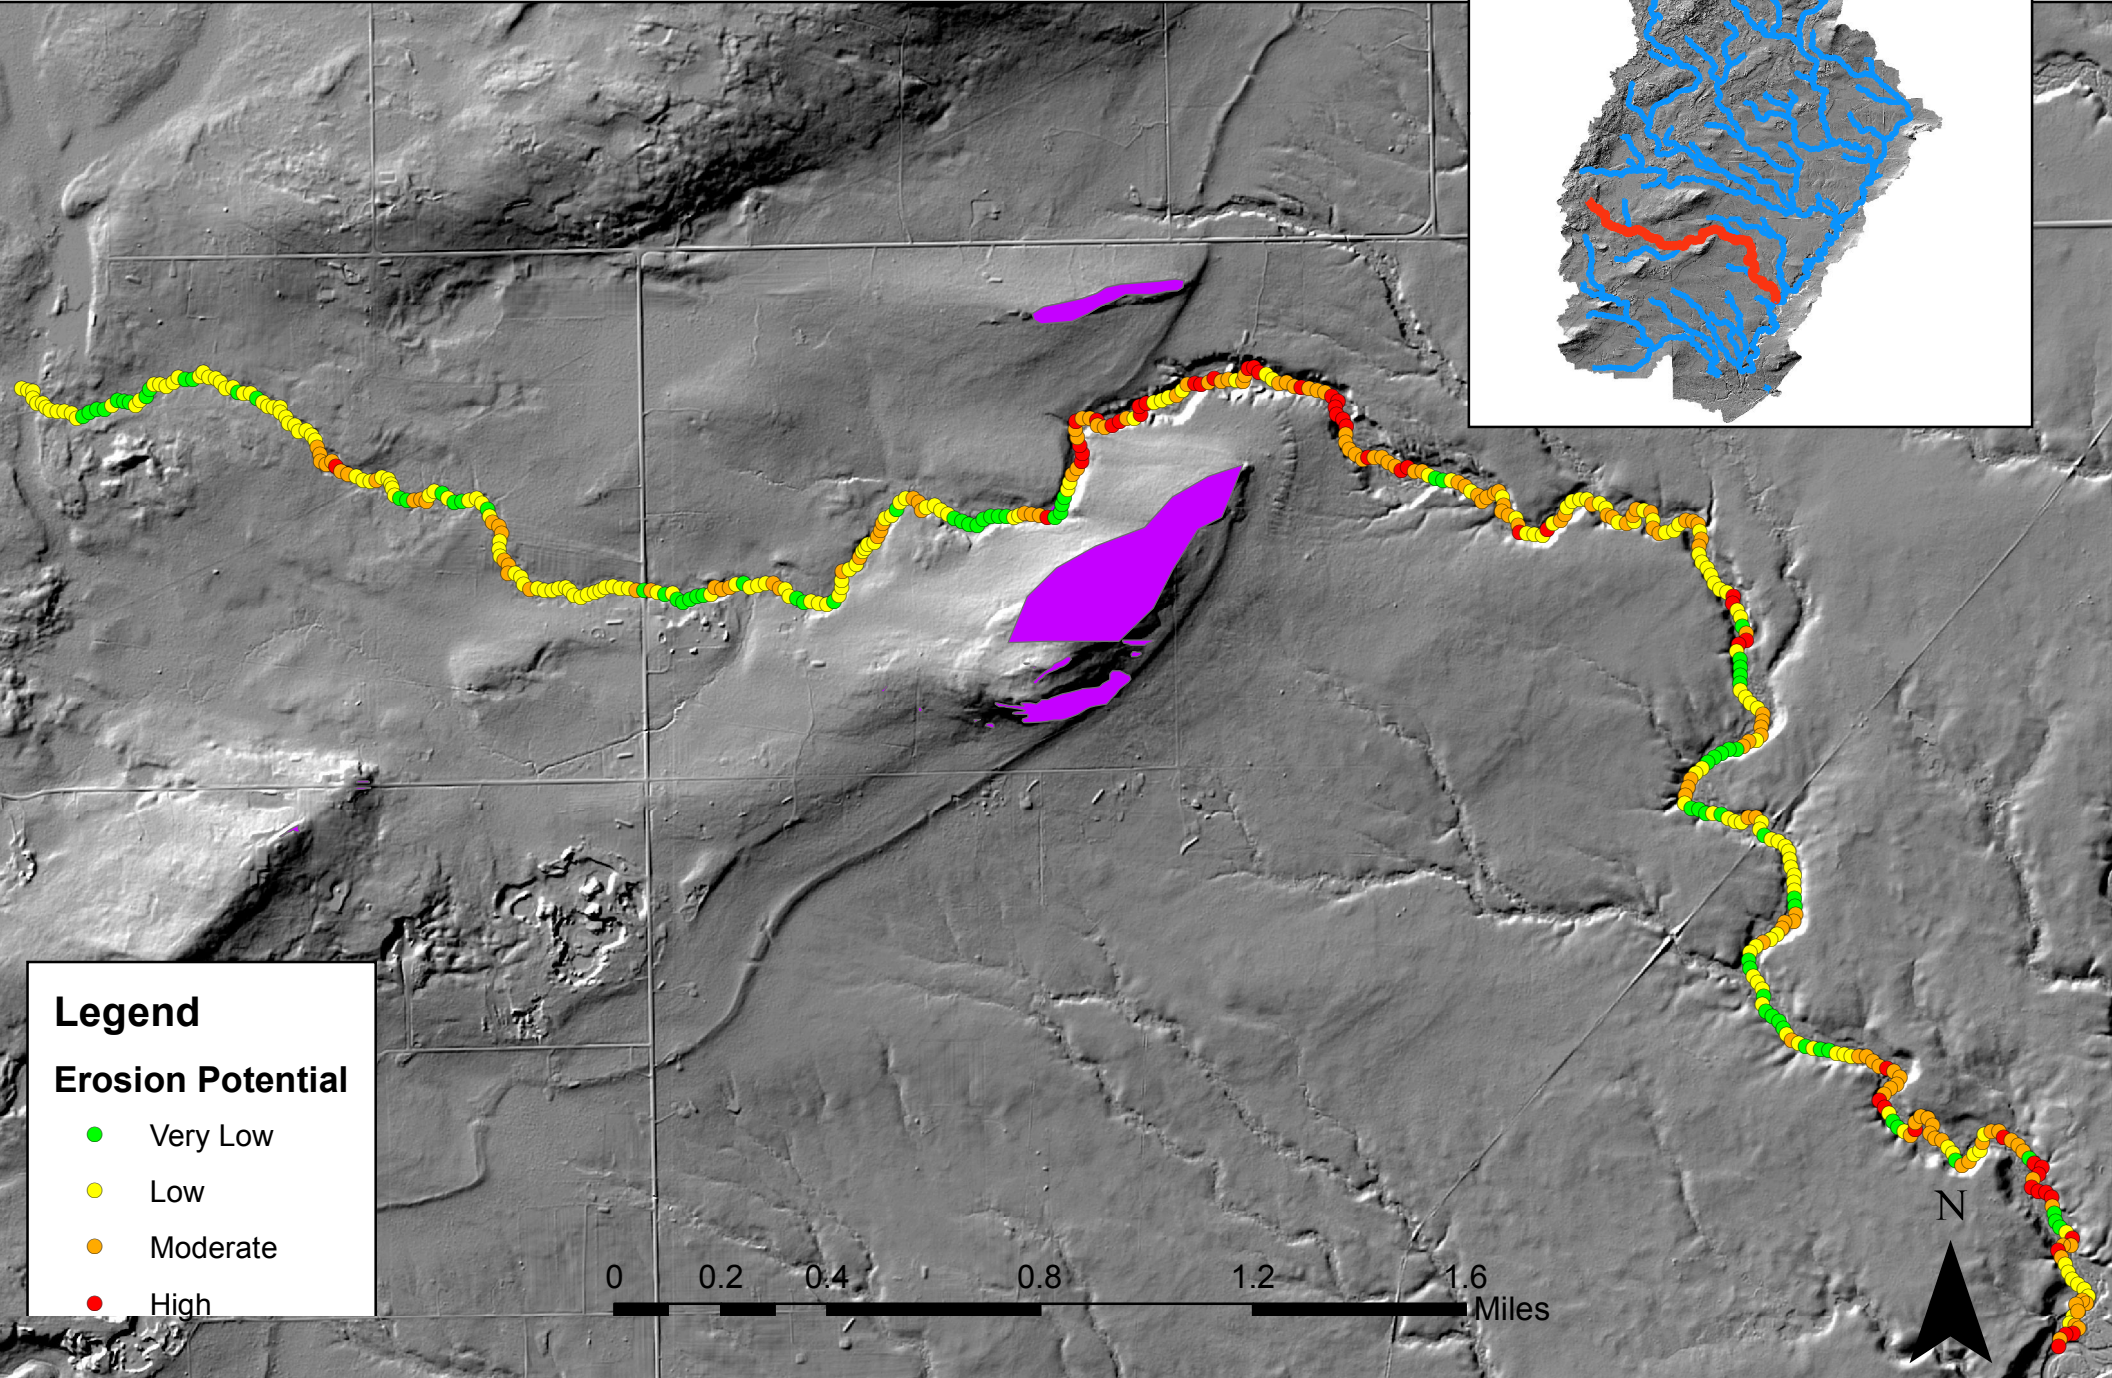 Legend
Erosion Potential
Very Low
Low
Moderate
High
0 0.2 0.4 0.8 1.2 1.6
Miles
N